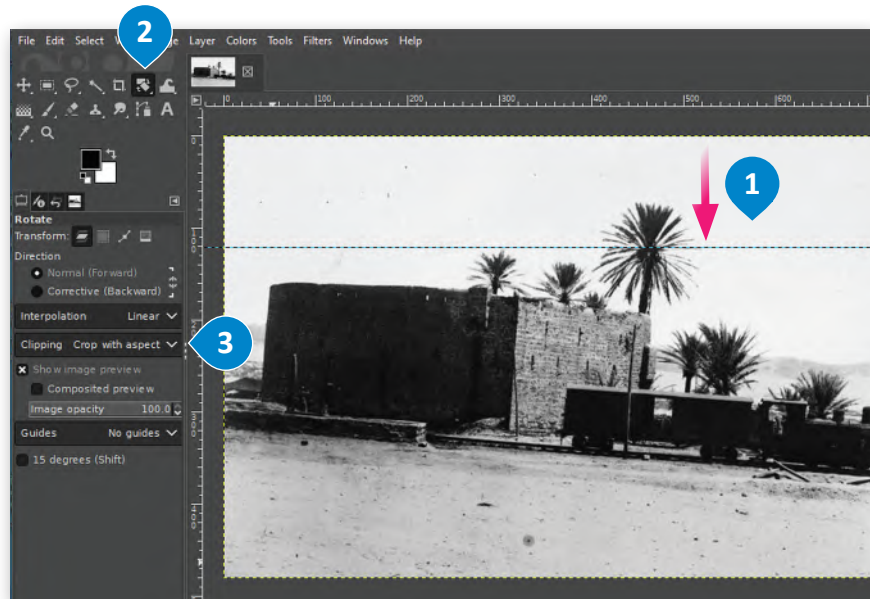 File Edit Select Layer Colors Tools Filters Windows Help
2
0 100 200 300 400 500 600
1
Rotate
Transform:
Direction
Normal (Forward)
Corrective (Backward)
Interpolation Linear
Clipping Crop with aspect
3
Show image preview
Composited preview
Image opacity 100.0
Guides No guides
15 degrees (Shift)